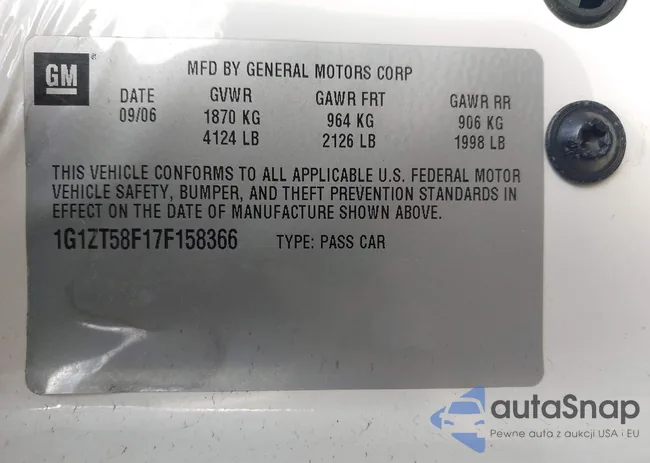 GM
MFD BY GENERAL MOTORS CORP
DATE GVWR GAWR FRT GAWR RR
09/06 1870 KG 964 KG 906 KG
4124 LB 2126 LB 1998 LB
THIS VEHICLE CONFORMS TO ALL APPLICABLE U.S. FEDERAL MOTOR
VEHICLE SAFETY, BUMPER, AND THEFT PREVENTION STANDARDS IN
EFFECT ON THE DATE OF MANUFACTURE SHOWN ABOVE.
1G1ZT58F17F158366 TYPE: PASS CAR
autaSnap
Pewne auta z aukcji USA i EU